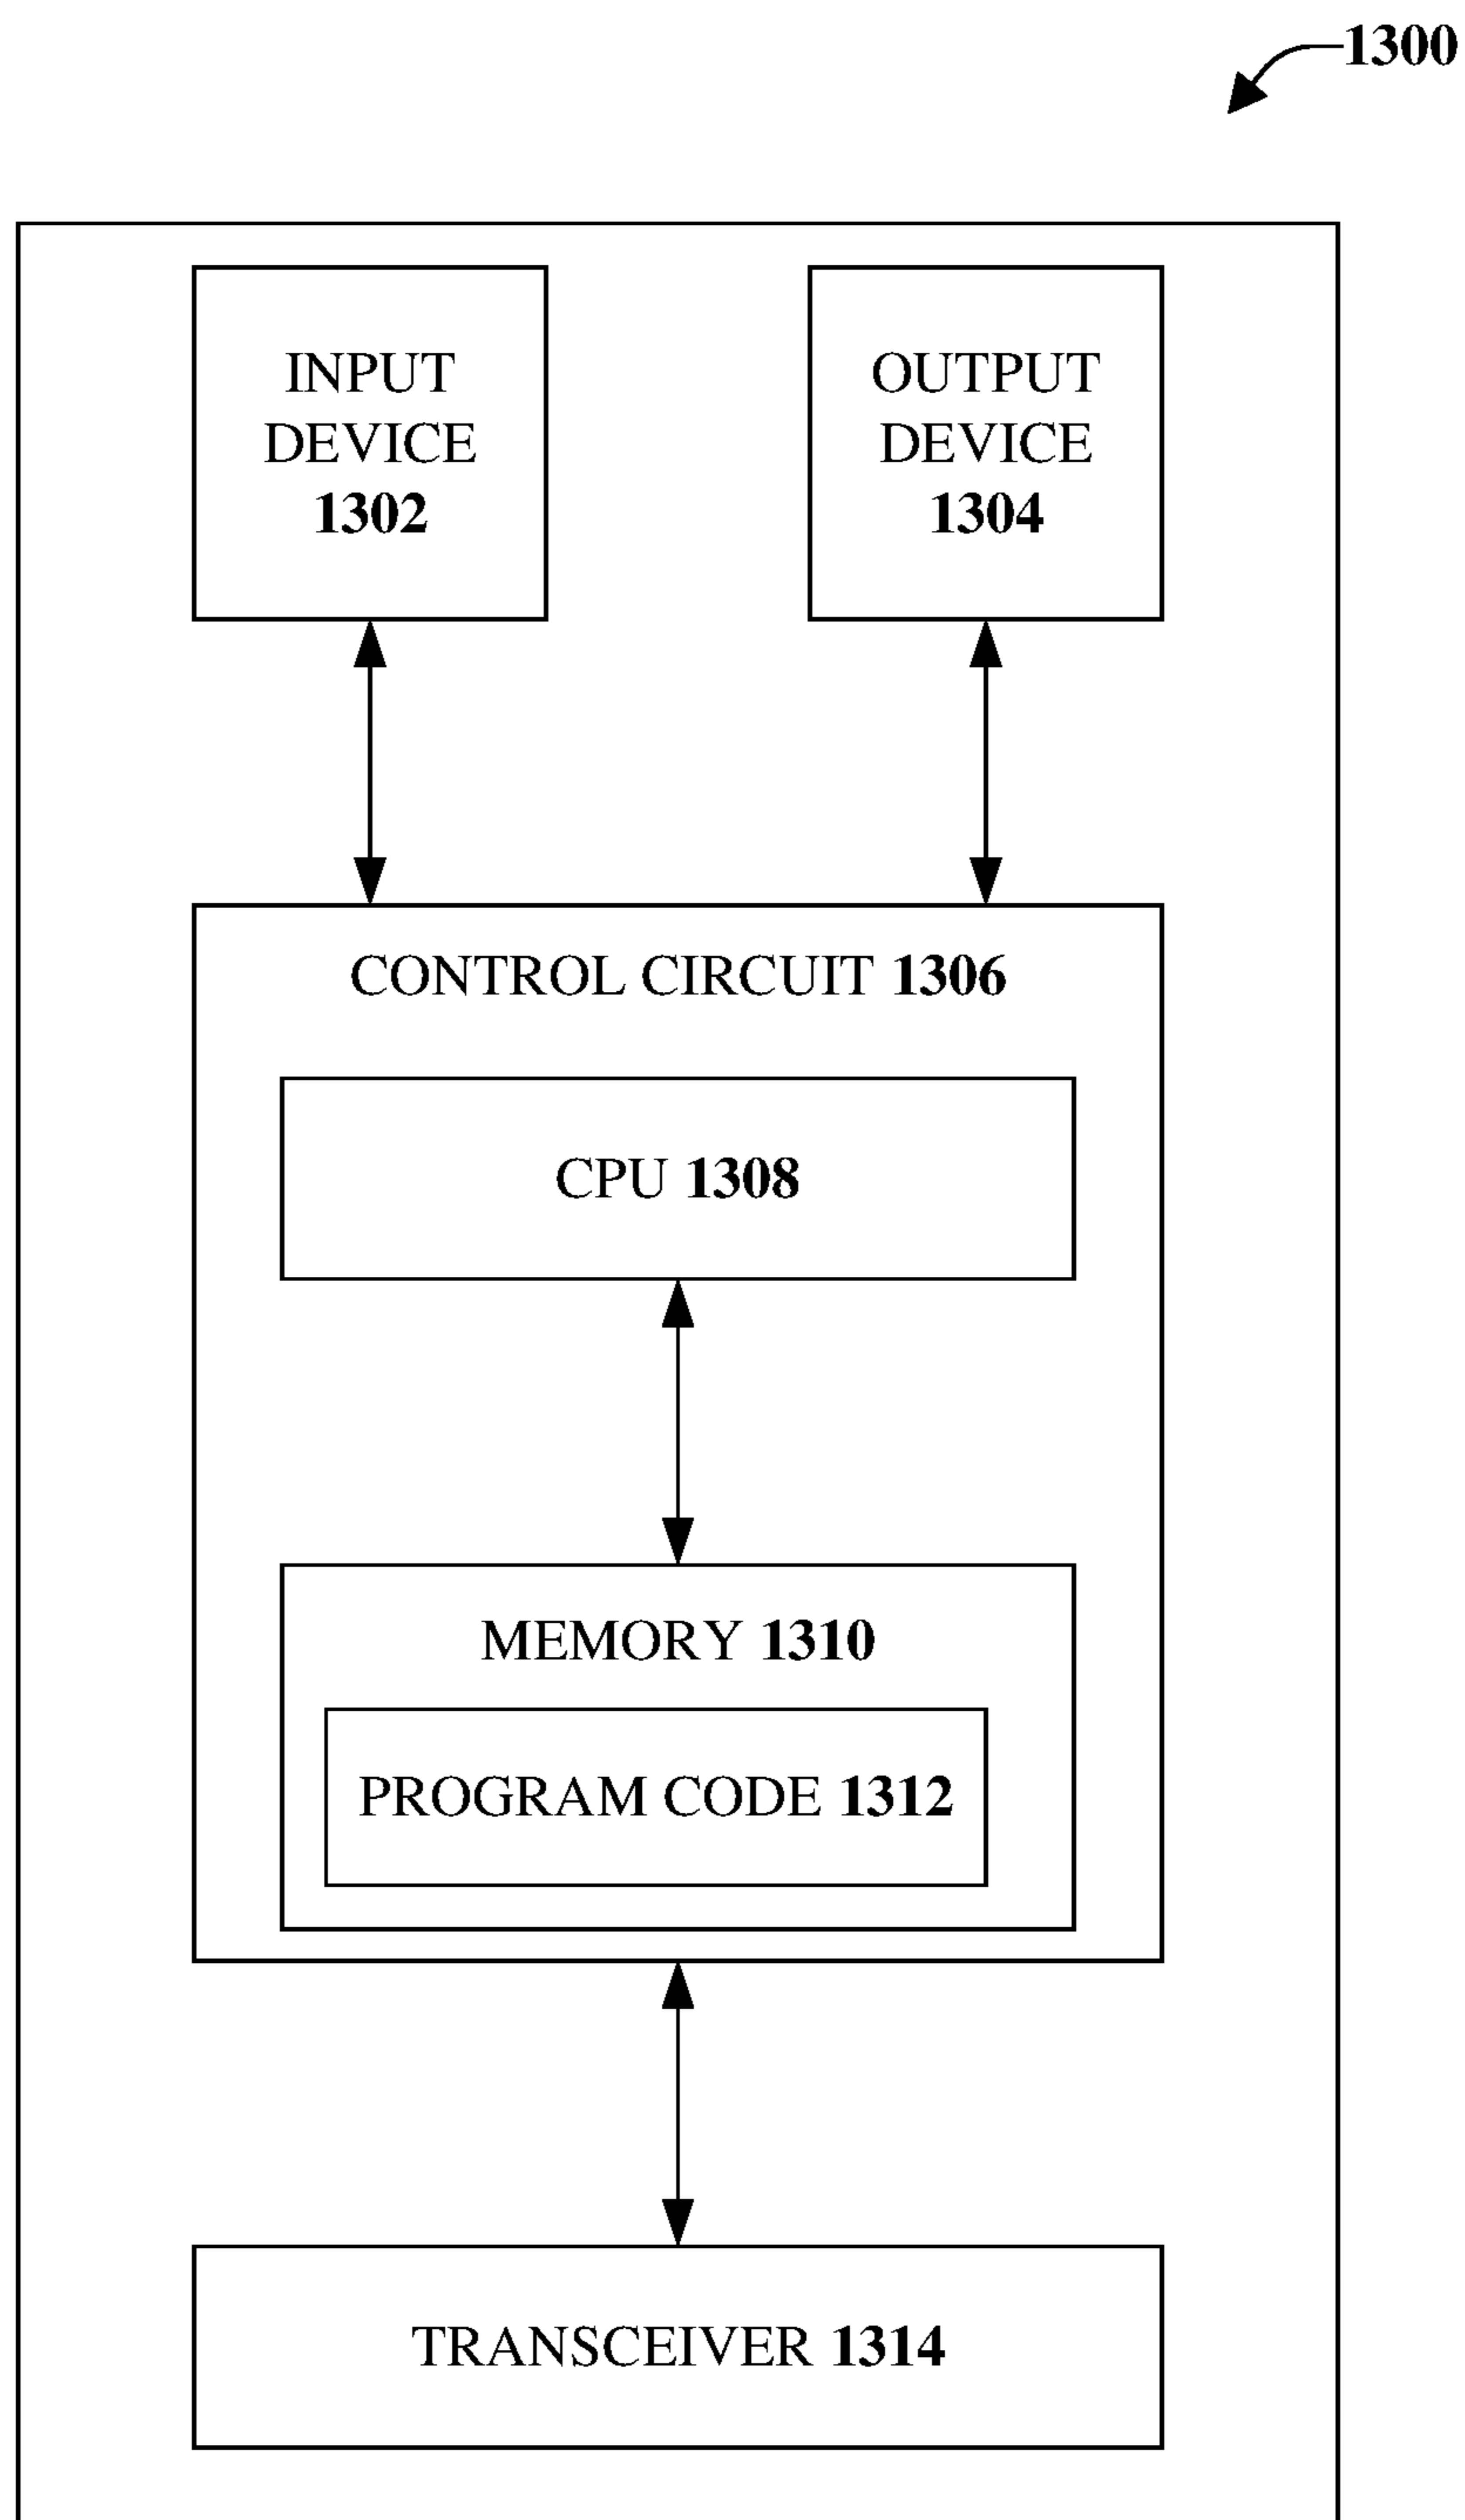 1300
INPUT
DEVICE
1302
OUTPUT
DEVICE
1304
CONTROL CIRCUIT 1306
CPU 1308
MEMORY 1310
PROGRAM CODE 1312
TRANSCEIVER 1314